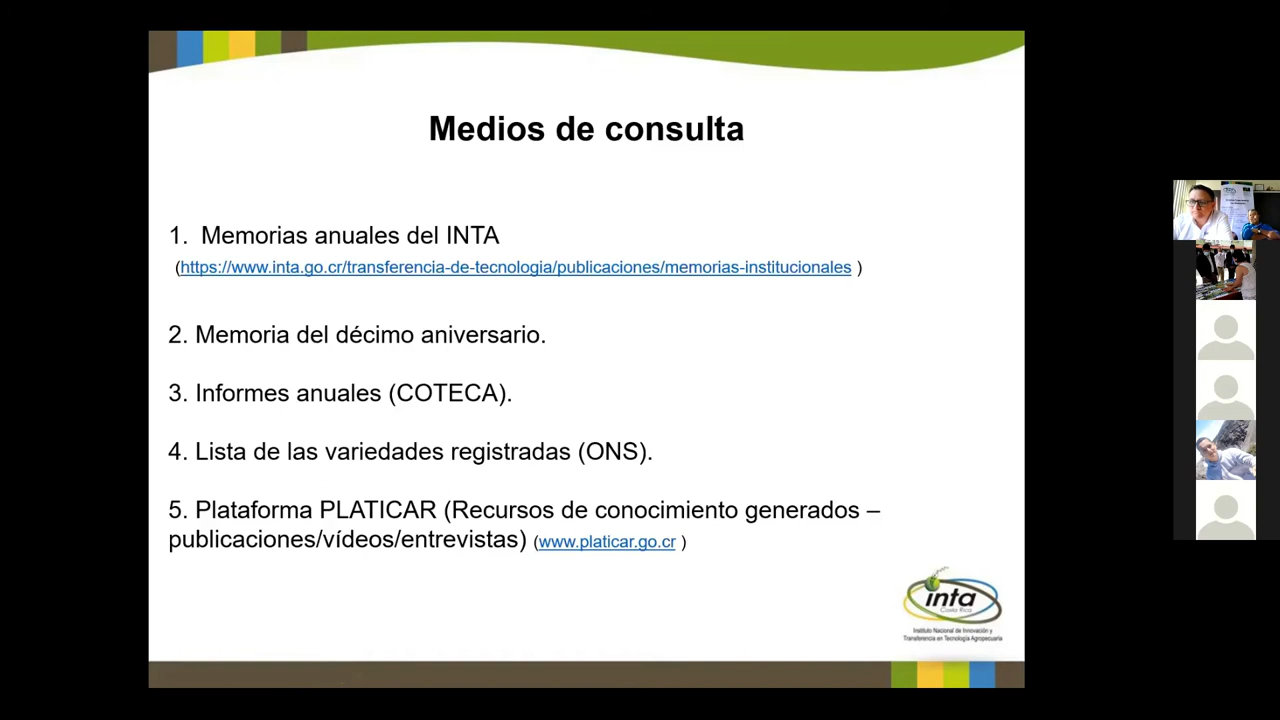 Medios de consulta
1. Memorias anuales del INTA
(https://www.inta.go.cr/transferencia-de-tecnologia/publicaciones/memorias-institucionales )
2. Memoria del décimo aniversario.
3. Informes anuales (COTECA).
4. Lista de las variedades registradas (ONS).
5. Plataforma PLATICAR (Recursos de conocimiento generados –
publicaciones/vídeos/entrevistas) (www.platicar.go.cr )
inta
Costa Rica
Instituto Nacional de Innovación y
Transferencia en Tecnología Agropecuaria